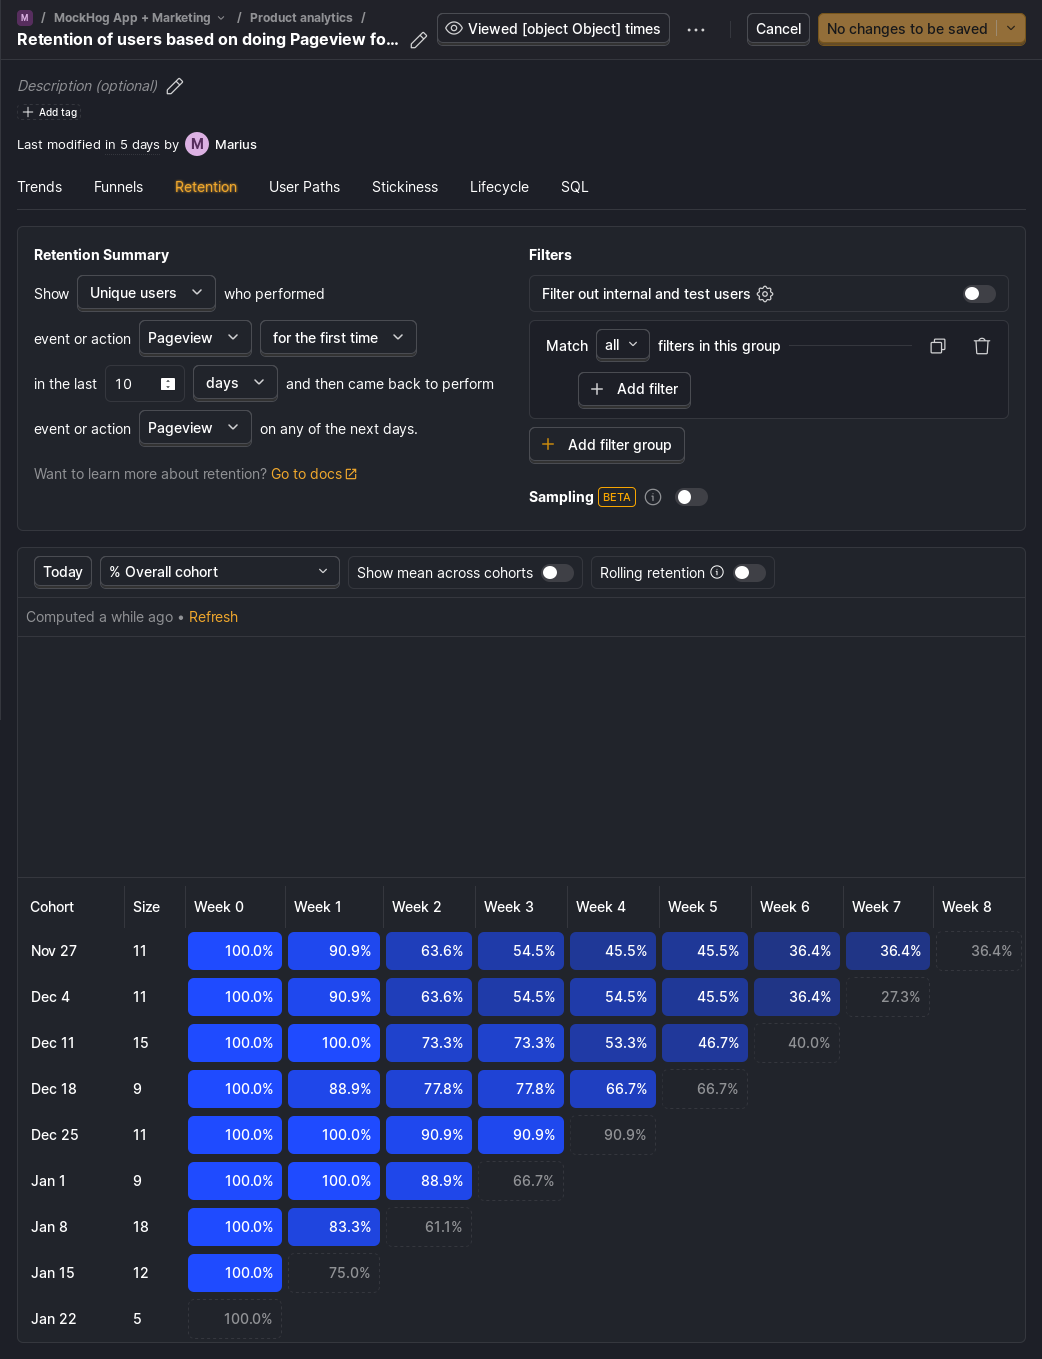 M / MockHog App + Marketing / Product analytics /
Retention of users based on doing Pageview fo...
Viewed [object Object] times
Cancel
No changes to be saved
Description (optional)
Add tag
Last modified in 5 days by M Marius
Trends Funnels Retention User Paths Stickiness Lifecycle SQL
Retention Summary
Show Unique users who performed
event or action Pageview for the first time
in the last 10 days and then came back to perform
event or action Pageview on any of the next days.
Want to learn more about retention? Go to docs
Filters
Filter out internal and test users
Match all filters in this group
Add filter
Add filter group
Sampling BETA
Today % Overall cohort Show mean across cohorts Rolling retention
Computed a while ago • Refresh
Cohort Size Week 0 Week 1 Week 2 Week 3 Week 4 Week 5 Week 6 Week 7 Week 8
Nov 27 11 100.0% 90.9% 63.6% 54.5% 45.5% 45.5% 36.4% 36.4% 36.4%
Dec 4 11 100.0% 90.9% 63.6% 54.5% 54.5% 45.5% 36.4% 27.3%
Dec 11 15 100.0% 100.0% 73.3% 73.3% 53.3% 46.7% 40.0%
Dec 18 9 100.0% 88.9% 77.8% 77.8% 66.7% 66.7%
Dec 25 11 100.0% 100.0% 90.9% 90.9% 90.9%
Jan 1 9 100.0% 100.0% 88.9% 66.7%
Jan 8 18 100.0% 83.3% 61.1%
Jan 15 12 100.0% 75.0%
Jan 22 5 100.0%